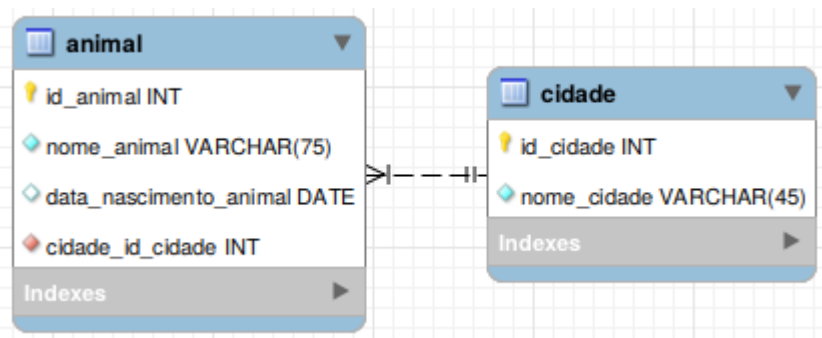 animal
id_animal INT
nome_animal VARCHAR(75)
data_nascimento_animal DATE
cidade_id_cidade INT
Indexes
cidade
id_cidade INT
nome_cidade VARCHAR(45)
Indexes